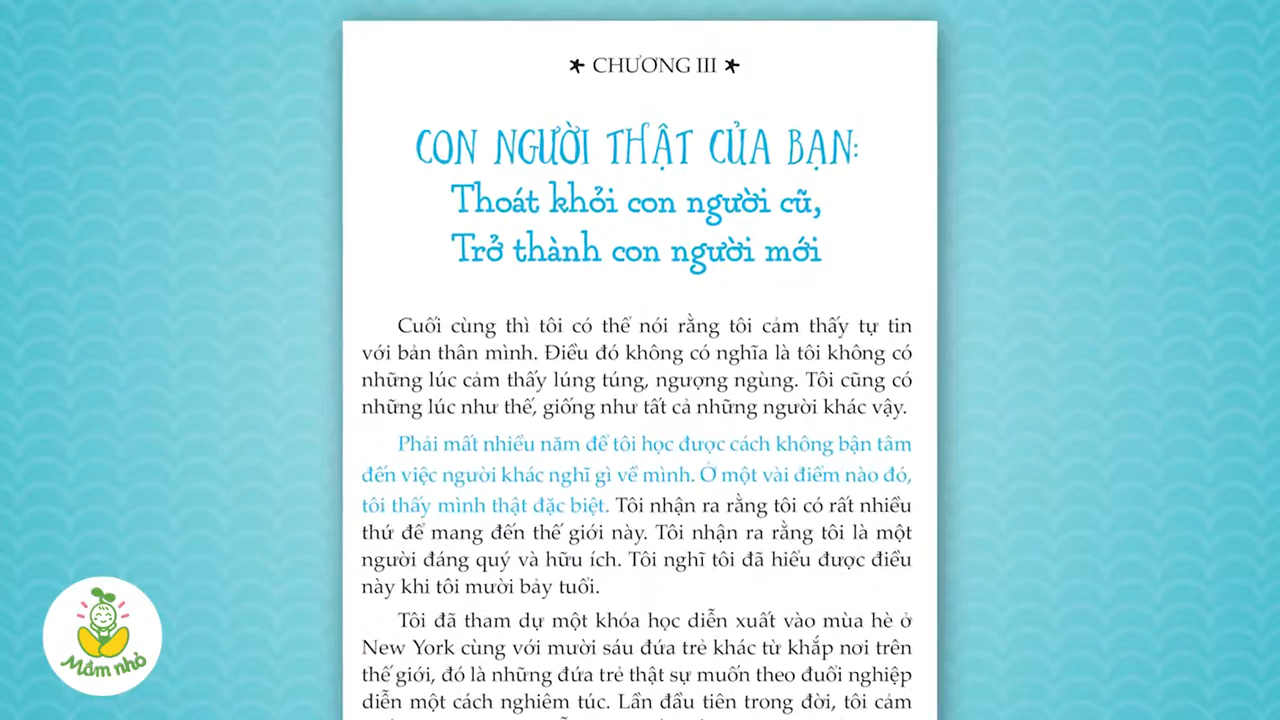 CHƯƠNG III
CON NGƯỜI THẬT CỦA BẠN:
Thoát khỏi con người cũ,
Trở thành con người mới
Cuối cùng thì tôi có thể nói rằng tôi cảm thấy tự tin
với bản thân mình. Điều đó không có nghĩa là tôi không có
những lúc cảm thấy lúng túng, ngượng ngùng. Tôi cũng có
những lúc như thế, giống như tất cả những người khác vậy.
Phải mất nhiều năm để tôi học được cách không bận tâm
đến việc người khác nghĩ gì về mình. Ở một vài điểm nào đó,
tôi thấy mình thật đặc biệt. Tôi nhận ra rằng tôi có rất nhiều
thứ để mang đến thế giới này. Tôi nhận ra rằng tôi là một
người đáng quý và hữu ích. Tôi nghĩ tôi đã hiểu được điều
này khi tôi mười bảy tuổi.
Tôi đã tham dự một khóa học diễn xuất vào mùa hè ở
New York cùng với mười sáu đứa trẻ khác từ khắp nơi trên
thế giới, đó là những đứa trẻ thật sự muốn theo đuổi nghiệp
diễn một cách nghiêm túc. Lần đầu tiên trong đời, tôi cảm
Mầm nhỏ